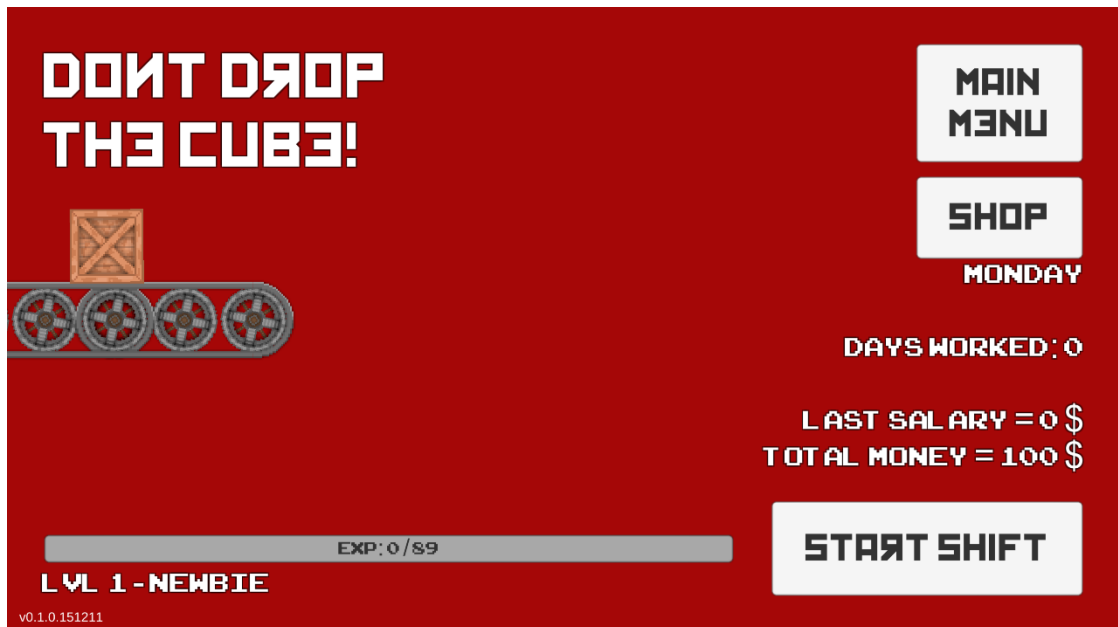 DONT DROP
THE CUBE!
MAIN
MENU
SHOP
MONDAY
DAYS WORKED:0
LAST SALARY = 0 $
TOTAL MONEY = 100 $
EXP:0/89
START SHIFT
LVL 1 - NEWBIE
v0.1.0.151211